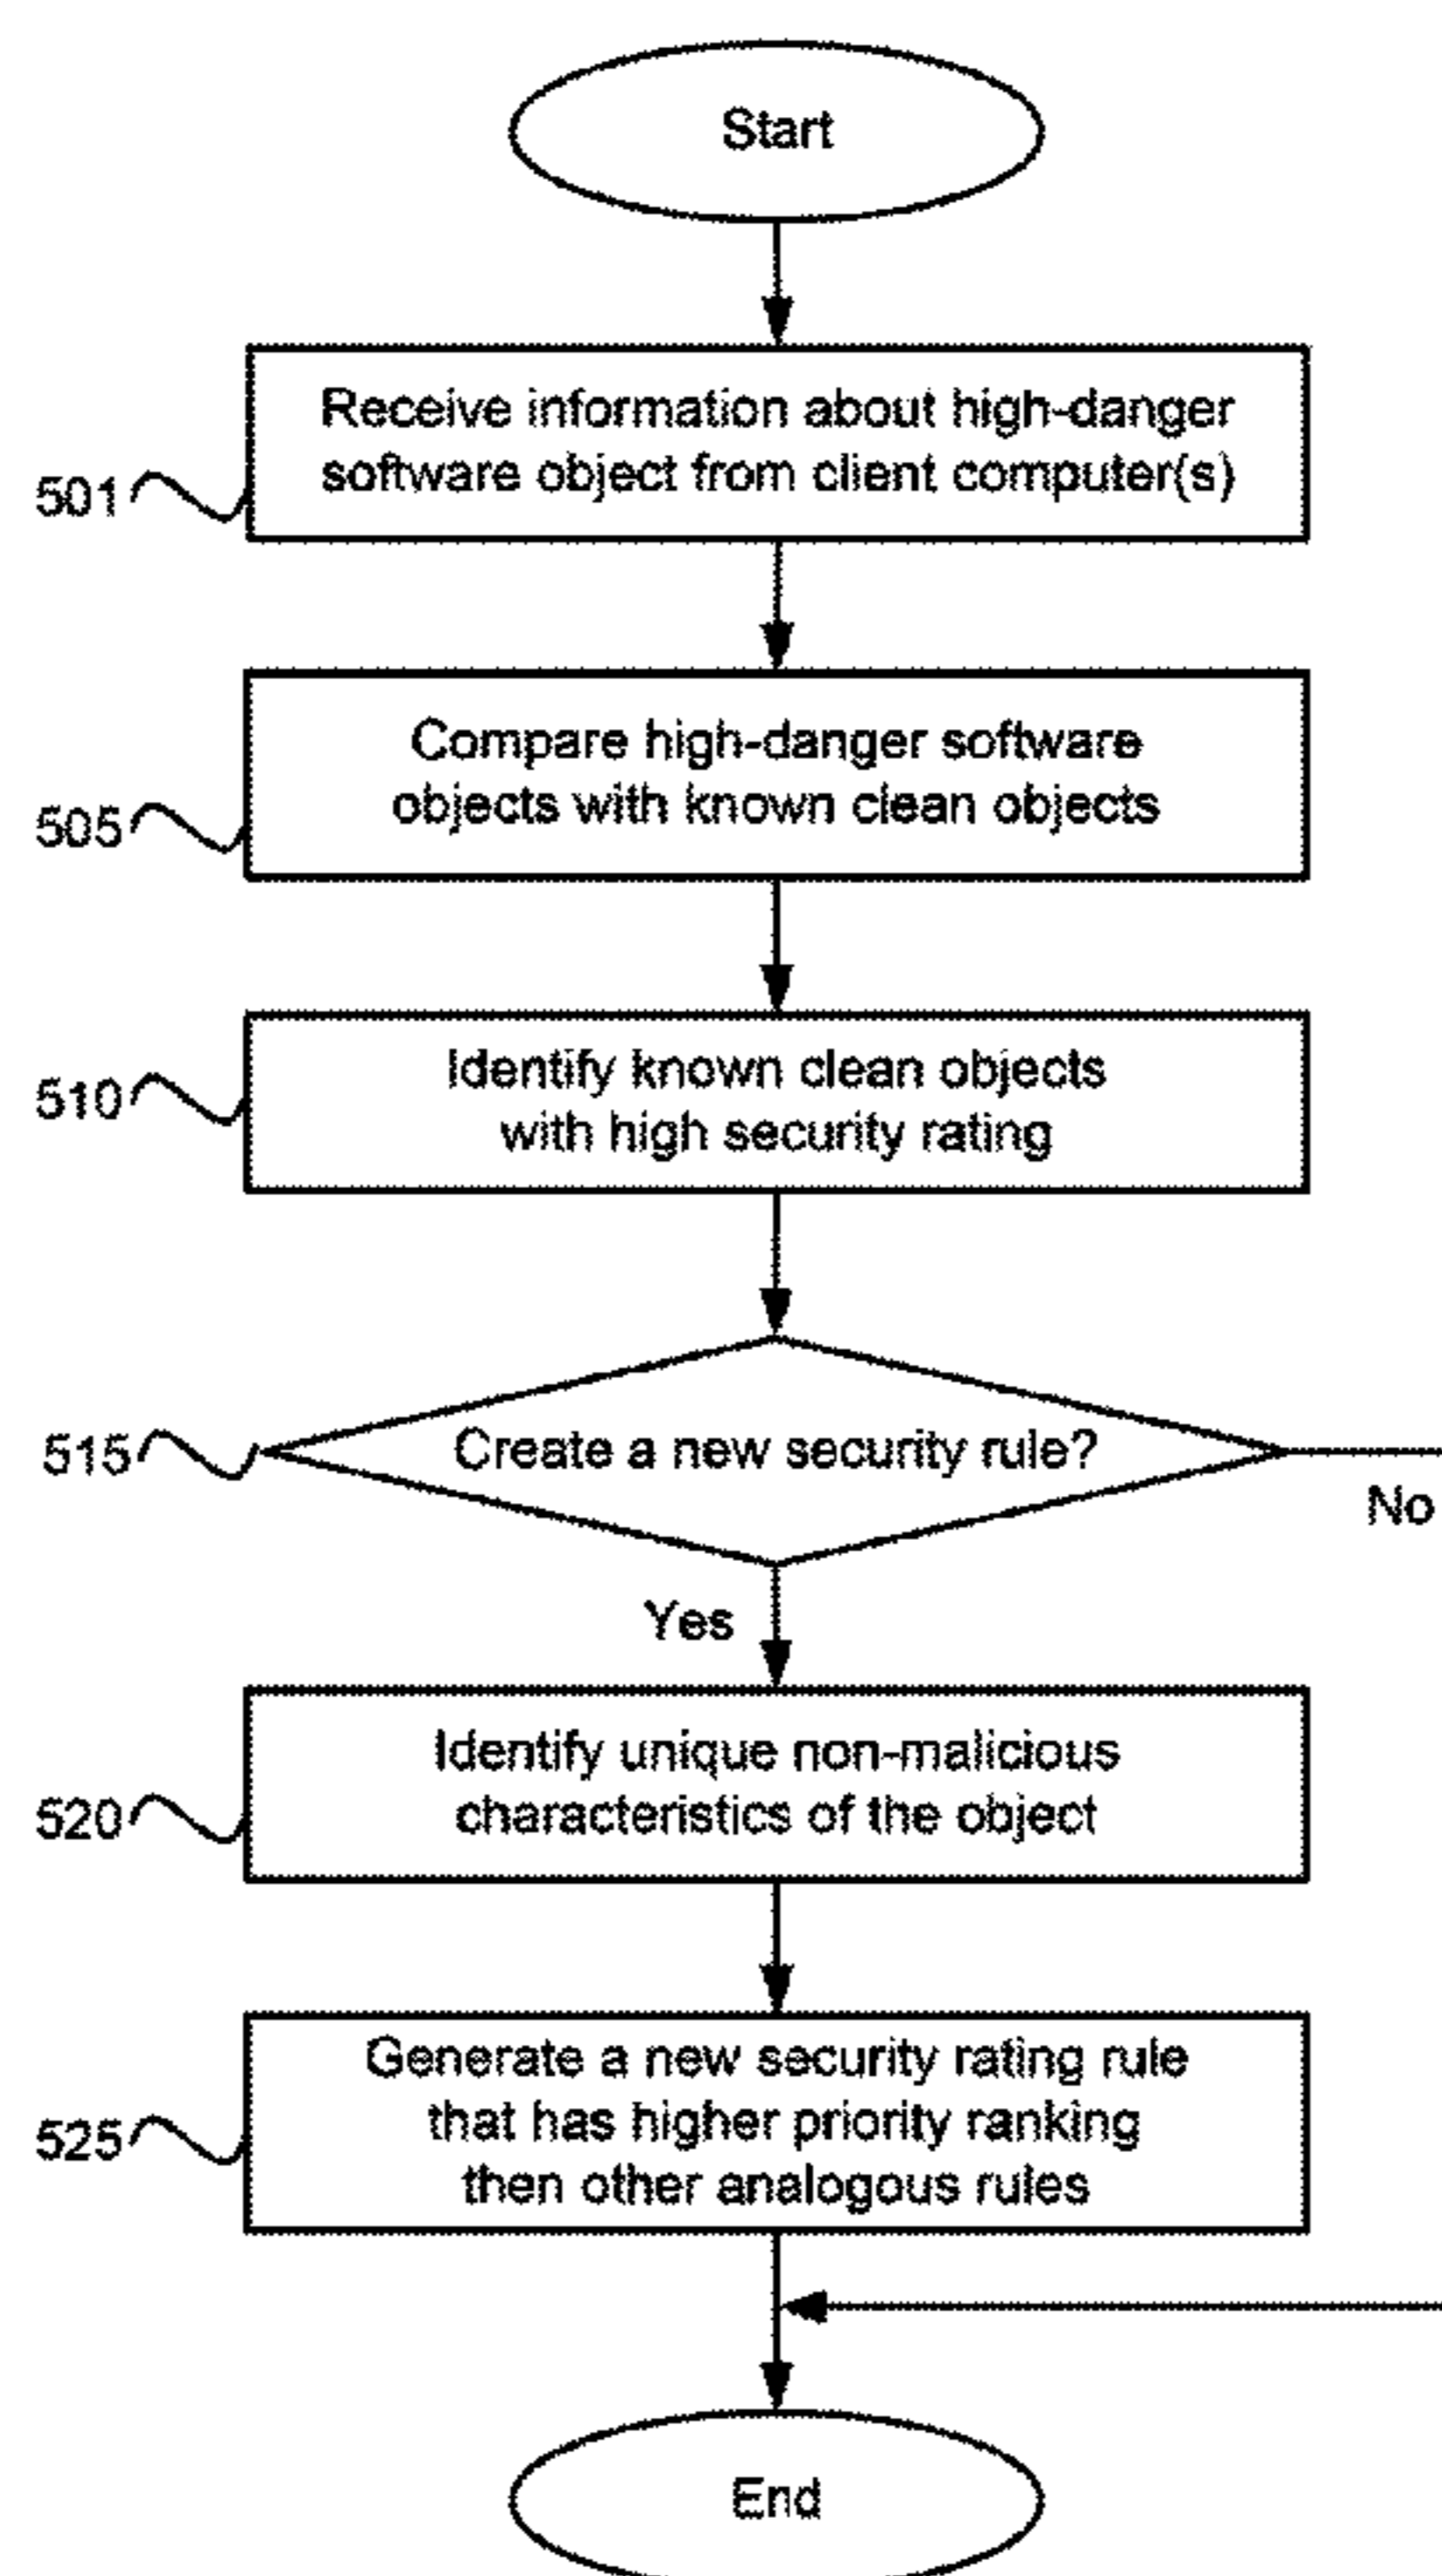 Start
Receive information about high-danger
software object from client computer(s)
501
Compare high-danger software
objects with known clean objects
505
Identify known clean objects
with high security rating
510
Create a new security rule?
515
No
Yes
Identify unique non-malicious
characteristics of the object
520
Generate a new security rating rule
that has higher priority ranking
then other analogous rules
525
End